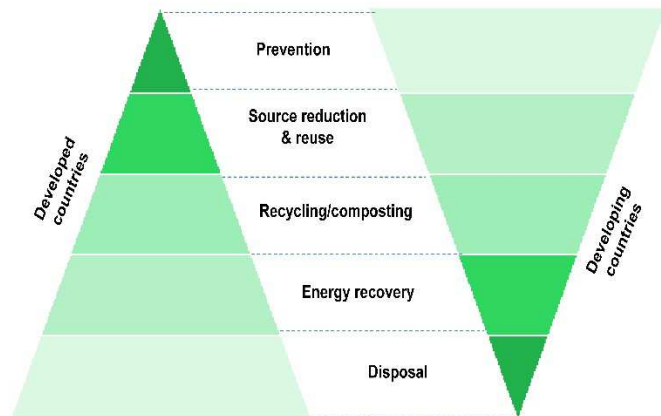 Prevention
Source reduction
& reuse
Developed
countries
Recycling/composting
Developing
countries
Energy recovery
Disposal